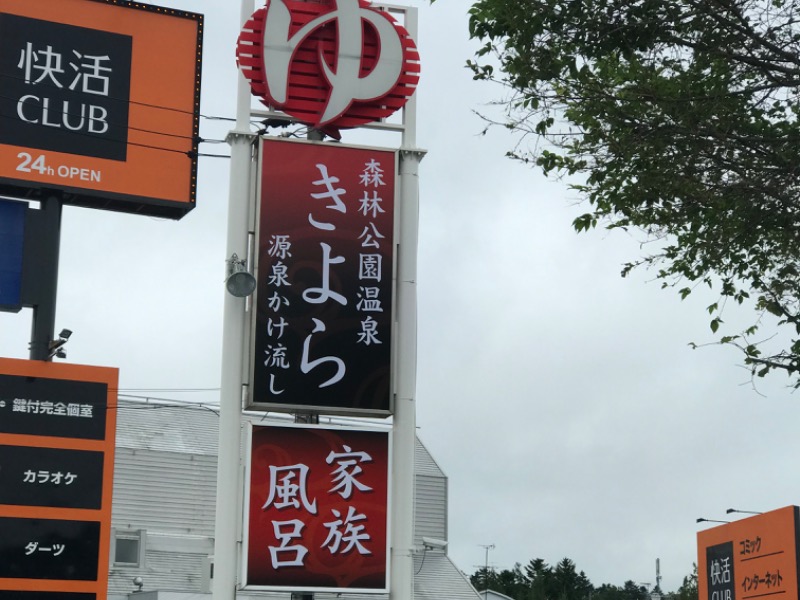 快活
CLUB
24h OPEN
鍵付完全個室
カラオケ
ダーツ
ゆ
森林公園温泉
きよら
源泉かけ流し
家族
風呂
快活
CLUB
コミック
インターネット